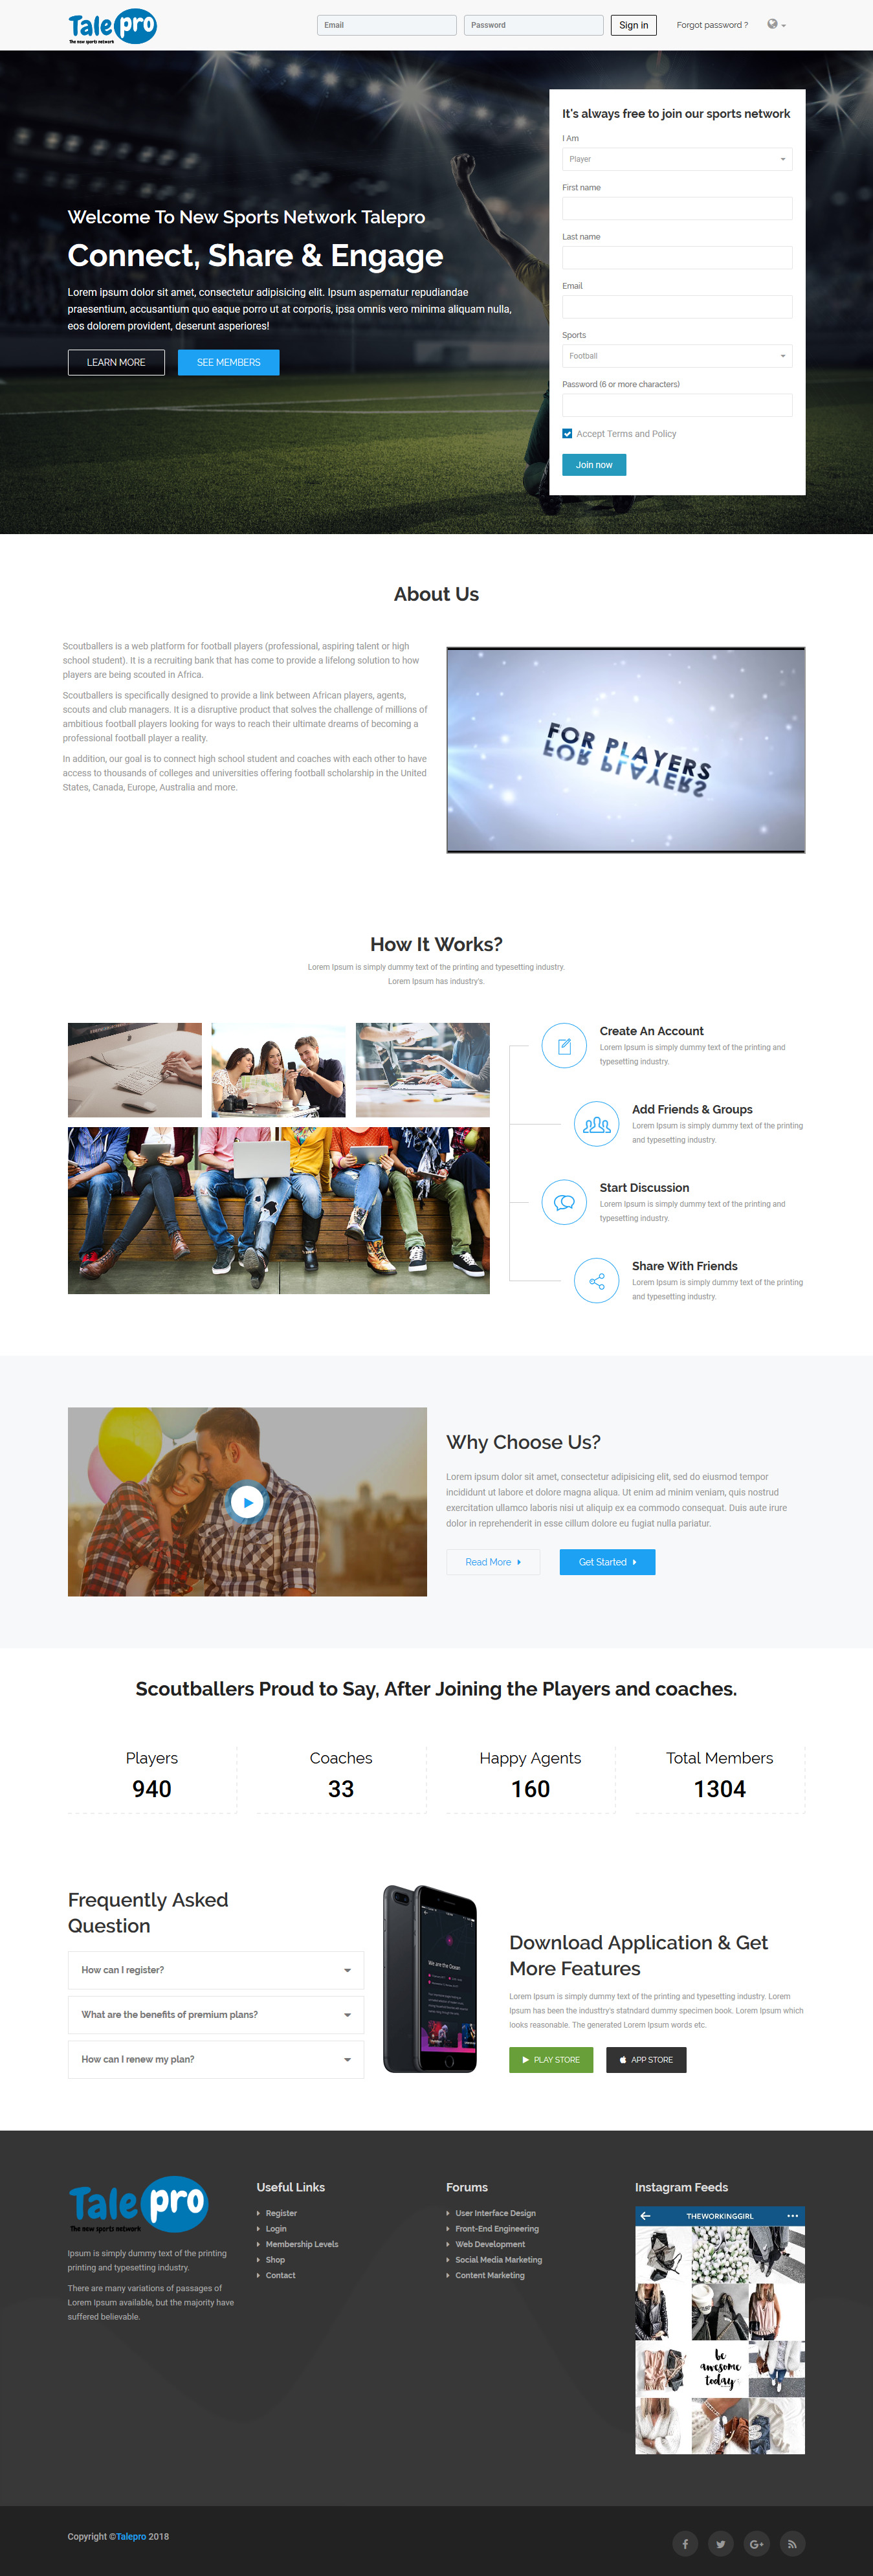 Talepro
The new sports network
Email
Password
Sign in
Forgot password ?
Welcome To New Sports Network Talepro
Connect, Share & Engage
Lorem ipsum dolor sit amet, consectetur adipisicing elit. Ipsum aspernatur repudiandae
praesentium, accusantium quo eaque porro ut at corporis, ipsa omnis vero minima aliquam nulla,
eos dolorem provident, deserunt asperiores!
LEARN MORE
SEE MEMBERS
It's always free to join our sports network
I Am
Player
First name
Last name
Email
Sports
Football
Password (6 or more characters)
Accept Terms and Policy
Join now
About Us
Scoutballers is a web platform for football players (professional, aspiring talent or high
school student). It is a recruiting bank that has come to provide a lifelong solution to how
players are being scouted in Africa.
Scoutballers is specifically designed to provide a link between African players, agents,
scouts and club managers. It is a disruptive product that solves the challenge of millions of
ambitious football players looking for ways to reach their ultimate dreams of becoming a
professional football player a reality.
In addition, our goal is to connect high school student and coaches with each other to have
access to thousands of colleges and universities offering football scholarship in the United
States, Canada, Europe, Australia and more.
FOR PLAYERS
How It Works?
Lorem Ipsum is simply dummy text of the printing and typesetting industry.
Lorem Ipsum has industry's.
Create An Account
Lorem Ipsum is simply dummy text of the printing and
typesetting industry.
Add Friends & Groups
Lorem Ipsum is simply dummy text of the printing
and typesetting industry.
Start Discussion
Lorem Ipsum is simply dummy text of the printing and
typesetting industry.
Share With Friends
Lorem Ipsum is simply dummy text of the printing
and typesetting industry.
Why Choose Us?
Lorem ipsum dolor sit amet, consectetur adipisicing elit, sed do eiusmod tempor
incididunt ut labore et dolore magna aliqua. Ut enim ad minim veniam, quis nostrud
exercitation ullamco laboris nisi ut aliquip ex ea commodo consequat. Duis aute irure
dolor in reprehenderit in esse cillum dolore eu fugiat nulla pariatur.
Read More
Get Started
Scoutballers Proud to Say, After Joining the Players and coaches.
Players
940
Coaches
33
Happy Agents
160
Total Members
1304
Frequently Asked
Question
How can I register?
What are the benefits of premium plans?
How can I renew my plan?
We are the Ocean
Download Application & Get
More Features
Lorem Ipsum is simply dummy text of the printing and typesetting industry. Lorem
Ipsum has been the industtry's statndard dummy specimen book. Lorem Ipsum which
looks reasonable. The generated Lorem Ipsum words etc.
PLAY STORE
APP STORE
Talepro
The new sports network
Ipsum is simply dummy text of the printing
printing and typesetting industry.
There are many variations of passages of
Lorem Ipsum available, but the majority have
suffered believable.
Useful Links
Register
Login
Membership Levels
Shop
Contact
Forums
User Interface Design
Front-End Engineering
Web Development
Social Media Marketing
Content Marketing
Instagram Feeds
THEWORKINGGIRL
be
awesome
today
Copyright ©Talepro 2018